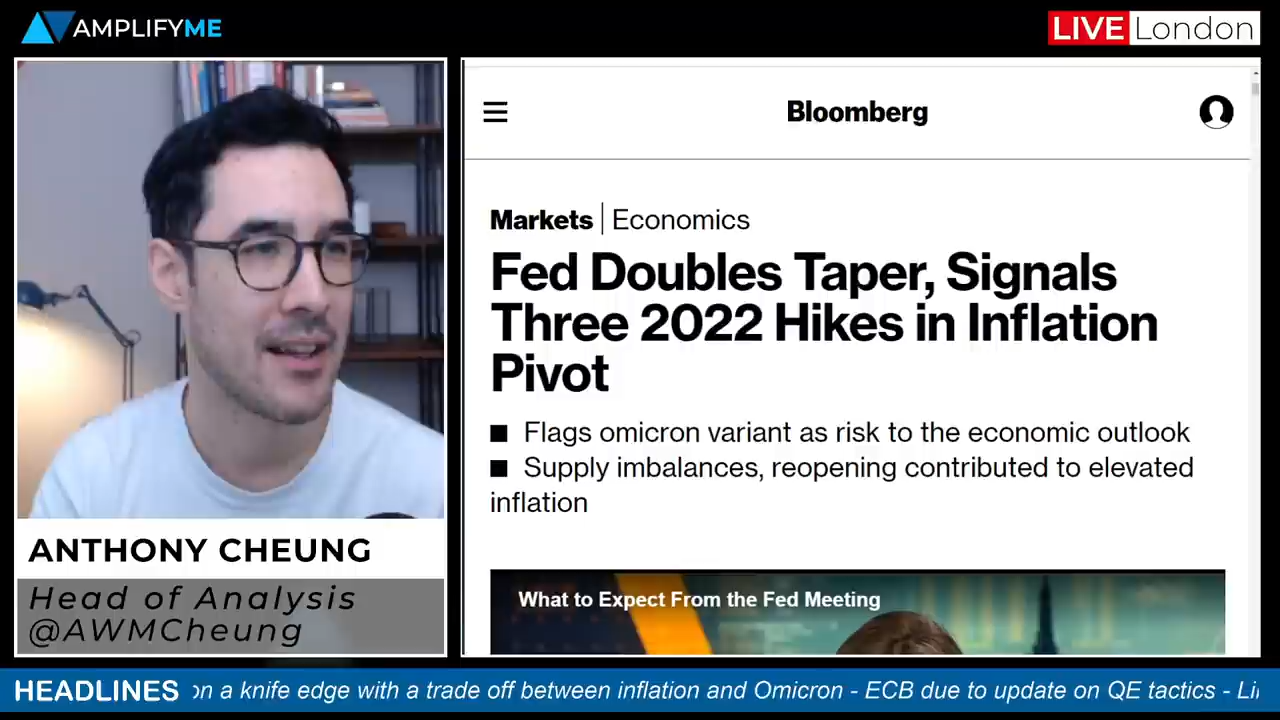 AMPLIFYME
LIVE London
Bloomberg
Markets | Economics
Fed Doubles Taper, Signals
Three 2022 Hikes in Inflation
Pivot
■ Flags omicron variant as risk to the economic outlook
■ Supply imbalances, reopening contributed to elevated
inflation
What to Expect From the Fed Meeting
ANTHONY CHEUNG
Head of Analysis
@AWMCheung
HEADLINES on a knife edge with a trade off between inflation and Omicron - ECB due to update on QE tactics -